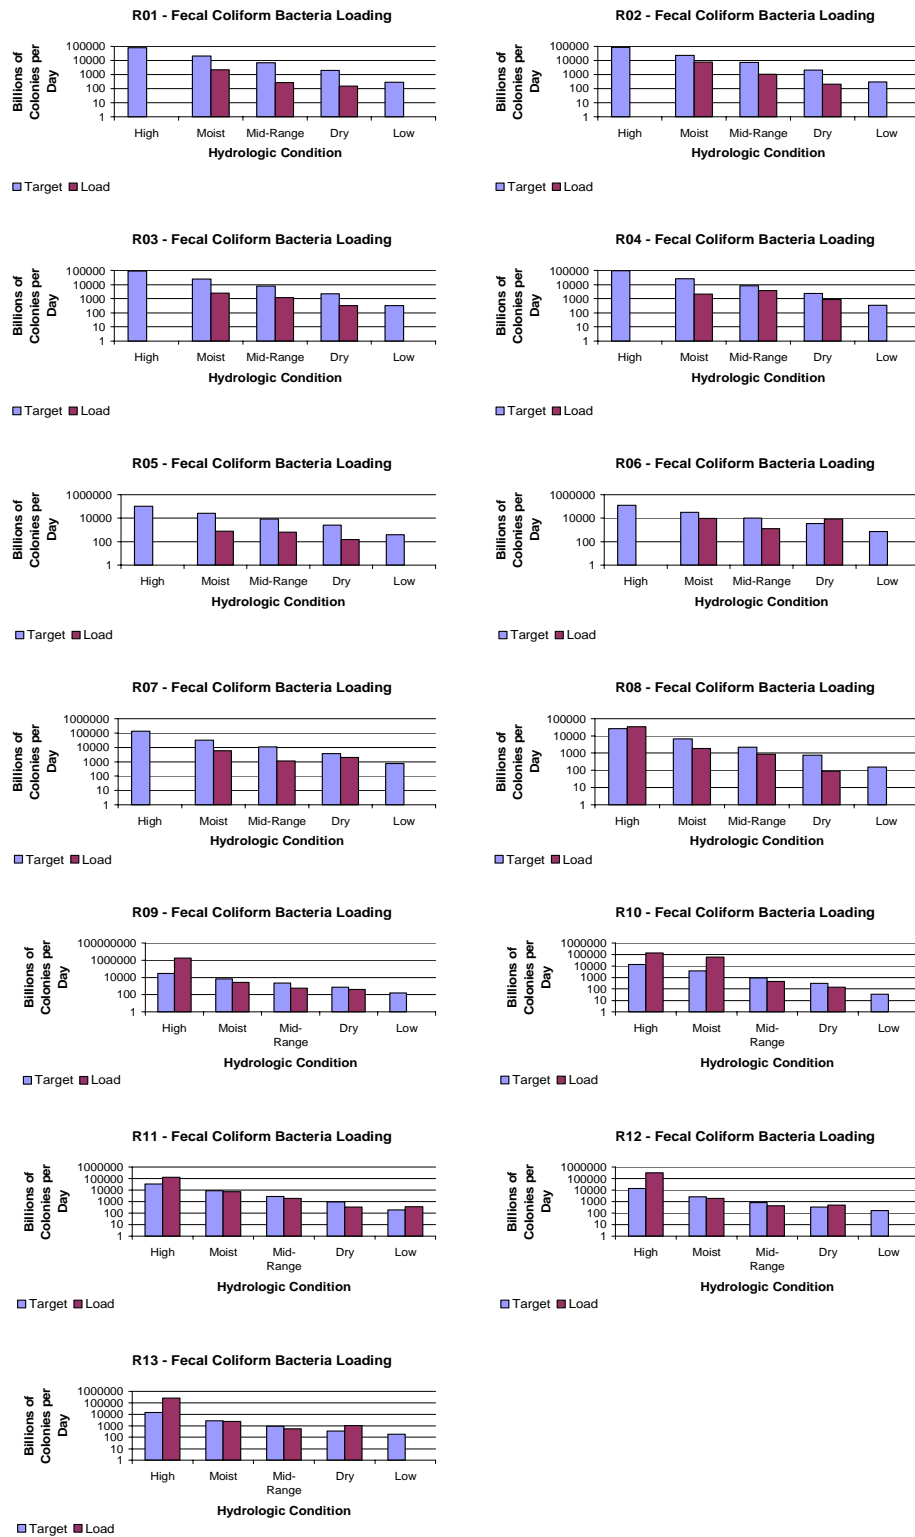 R01 - Fecal Coliform Bacteria Loading
Billions of
Colonies per
Day
100000
10000
1000
100
10
1
High Moist Mid-Range Dry Low
Hydrologic Condition
Target Load
R02 - Fecal Coliform Bacteria Loading
Billions of
Colonies per
Day
100000
10000
1000
100
10
1
High Moist Mid-Range Dry Low
Hydrologic Condition
Target Load
R03 - Fecal Coliform Bacteria Loading
Billions of
Colonies per
Day
100000
10000
1000
100
10
1
High Moist Mid-Range Dry Low
Hydrologic Condition
Target Load
R04 - Fecal Coliform Bacteria Loading
Billions of
Colonies per
Day
100000
10000
1000
100
10
1
High Moist Mid-Range Dry Low
Hydrologic Condition
Target Load
R05 - Fecal Coliform Bacteria Loading
Billions of
Colonies per
Day
1000000
10000
100
1
High Moist Mid-Range Dry Low
Hydrologic Condition
Target Load
R06 - Fecal Coliform Bacteria Loading
Billions of
Colonies per
Day
1000000
10000
100
1
High Moist Mid-Range Dry Low
Hydrologic Condition
Target Load
R07 - Fecal Coliform Bacteria Loading
Billions of
Colonies per
Day
1000000
100000
10000
1000
100
10
1
High Moist Mid-Range Dry Low
Hydrologic Condition
Target Load
R08 - Fecal Coliform Bacteria Loading
Billions of
Colonies per
Day
100000
10000
1000
100
10
1
High Moist Mid-Range Dry Low
Hydrologic Condition
Target Load
R09 - Fecal Coliform Bacteria Loading
Billions of
Colonies per
Day
100000000
1000000
10000
100
1
High Moist Mid- Dry Low
Range
Hydrologic Condition
Target Load
R10 - Fecal Coliform Bacteria Loading
Billions of
Colonies per
Day
1000000
100000
10000
1000
100
10
1
High Moist Mid- Dry Low
Range
Hydrologic Condition
Target Load
R11 - Fecal Coliform Bacteria Loading
Billions of
Colonies per
Day
1000000
100000
10000
1000
100
10
1
High Moist Mid- Dry Low
Range
Hydrologic Condition
Target Load
R12 - Fecal Coliform Bacteria Loading
Billions of
Colonies per
Day
1000000
100000
10000
1000
100
10
1
High Moist Mid- Dry Low
Range
Hydrologic Condition
Target Load
R13 - Fecal Coliform Bacteria Loading
Billions of
Colonies per
Day
1000000
100000
10000
1000
100
10
1
High Moist Mid- Dry Low
Range
Hydrologic Condition
Target Load